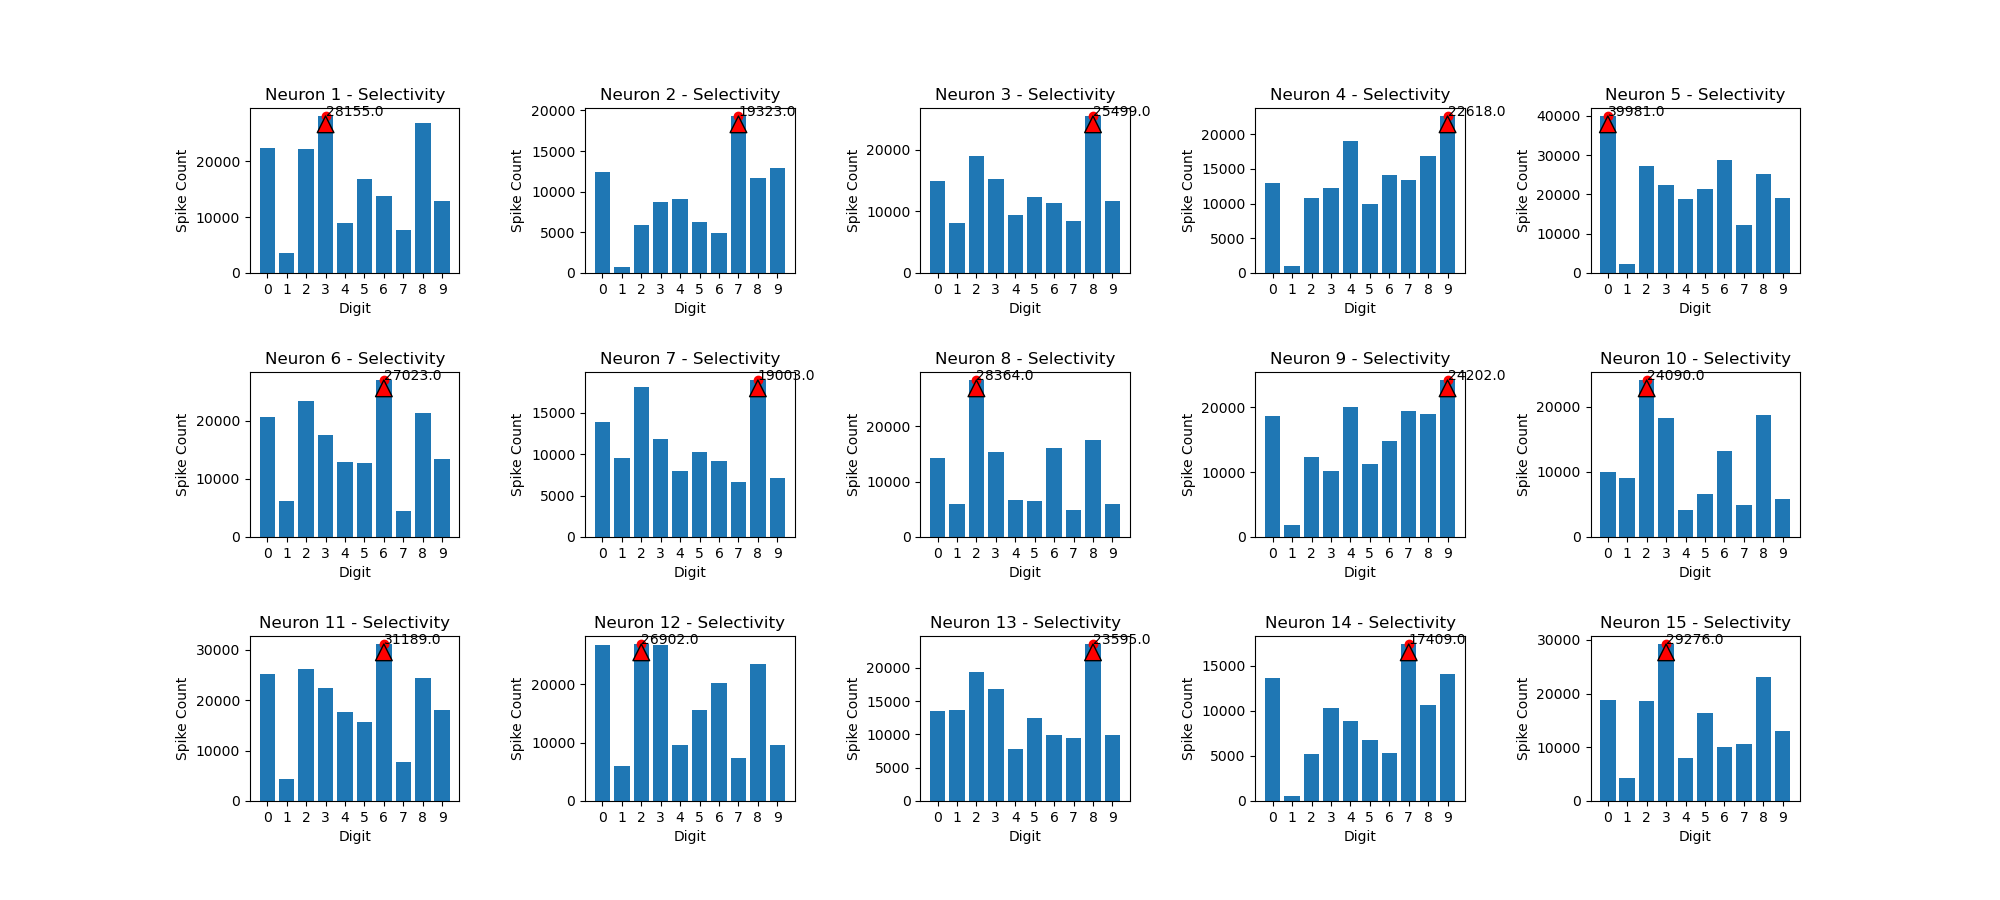 Neuron 1 - Selectivity
28155.0
20000
10000
0
Spike Count
0 1 2 3 4 5 6 7 8 9
Digit
Neuron 2 - Selectivity
19323.0
20000
15000
10000
5000
0
Spike Count
0 1 2 3 4 5 6 7 8 9
Digit
Neuron 3 - Selectivity
25499.0
20000
10000
0
Spike Count
0 1 2 3 4 5 6 7 8 9
Digit
Neuron 4 - Selectivity
22618.0
20000
15000
10000
5000
0
Spike Count
0 1 2 3 4 5 6 7 8 9
Digit
Neuron 5 - Selectivity
39981.0
40000
30000
20000
10000
0
Spike Count
0 1 2 3 4 5 6 7 8 9
Digit
Neuron 6 - Selectivity
27023.0
20000
10000
0
Spike Count
0 1 2 3 4 5 6 7 8 9
Digit
Neuron 7 - Selectivity
19003.0
15000
10000
5000
0
Spike Count
0 1 2 3 4 5 6 7 8 9
Digit
Neuron 8 - Selectivity
28364.0
20000
10000
0
Spike Count
0 1 2 3 4 5 6 7 8 9
Digit
Neuron 9 - Selectivity
24202.0
20000
10000
0
Spike Count
0 1 2 3 4 5 6 7 8 9
Digit
Neuron 10 - Selectivity
24090.0
20000
10000
0
Spike Count
0 1 2 3 4 5 6 7 8 9
Digit
Neuron 11 - Selectivity
31189.0
30000
20000
10000
0
Spike Count
0 1 2 3 4 5 6 7 8 9
Digit
Neuron 12 - Selectivity
26902.0
20000
10000
0
Spike Count
0 1 2 3 4 5 6 7 8 9
Digit
Neuron 13 - Selectivity
23595.0
20000
15000
10000
5000
0
Spike Count
0 1 2 3 4 5 6 7 8 9
Digit
Neuron 14 - Selectivity
17409.0
15000
10000
5000
0
Spike Count
0 1 2 3 4 5 6 7 8 9
Digit
Neuron 15 - Selectivity
29276.0
30000
20000
10000
0
Spike Count
0 1 2 3 4 5 6 7 8 9
Digit